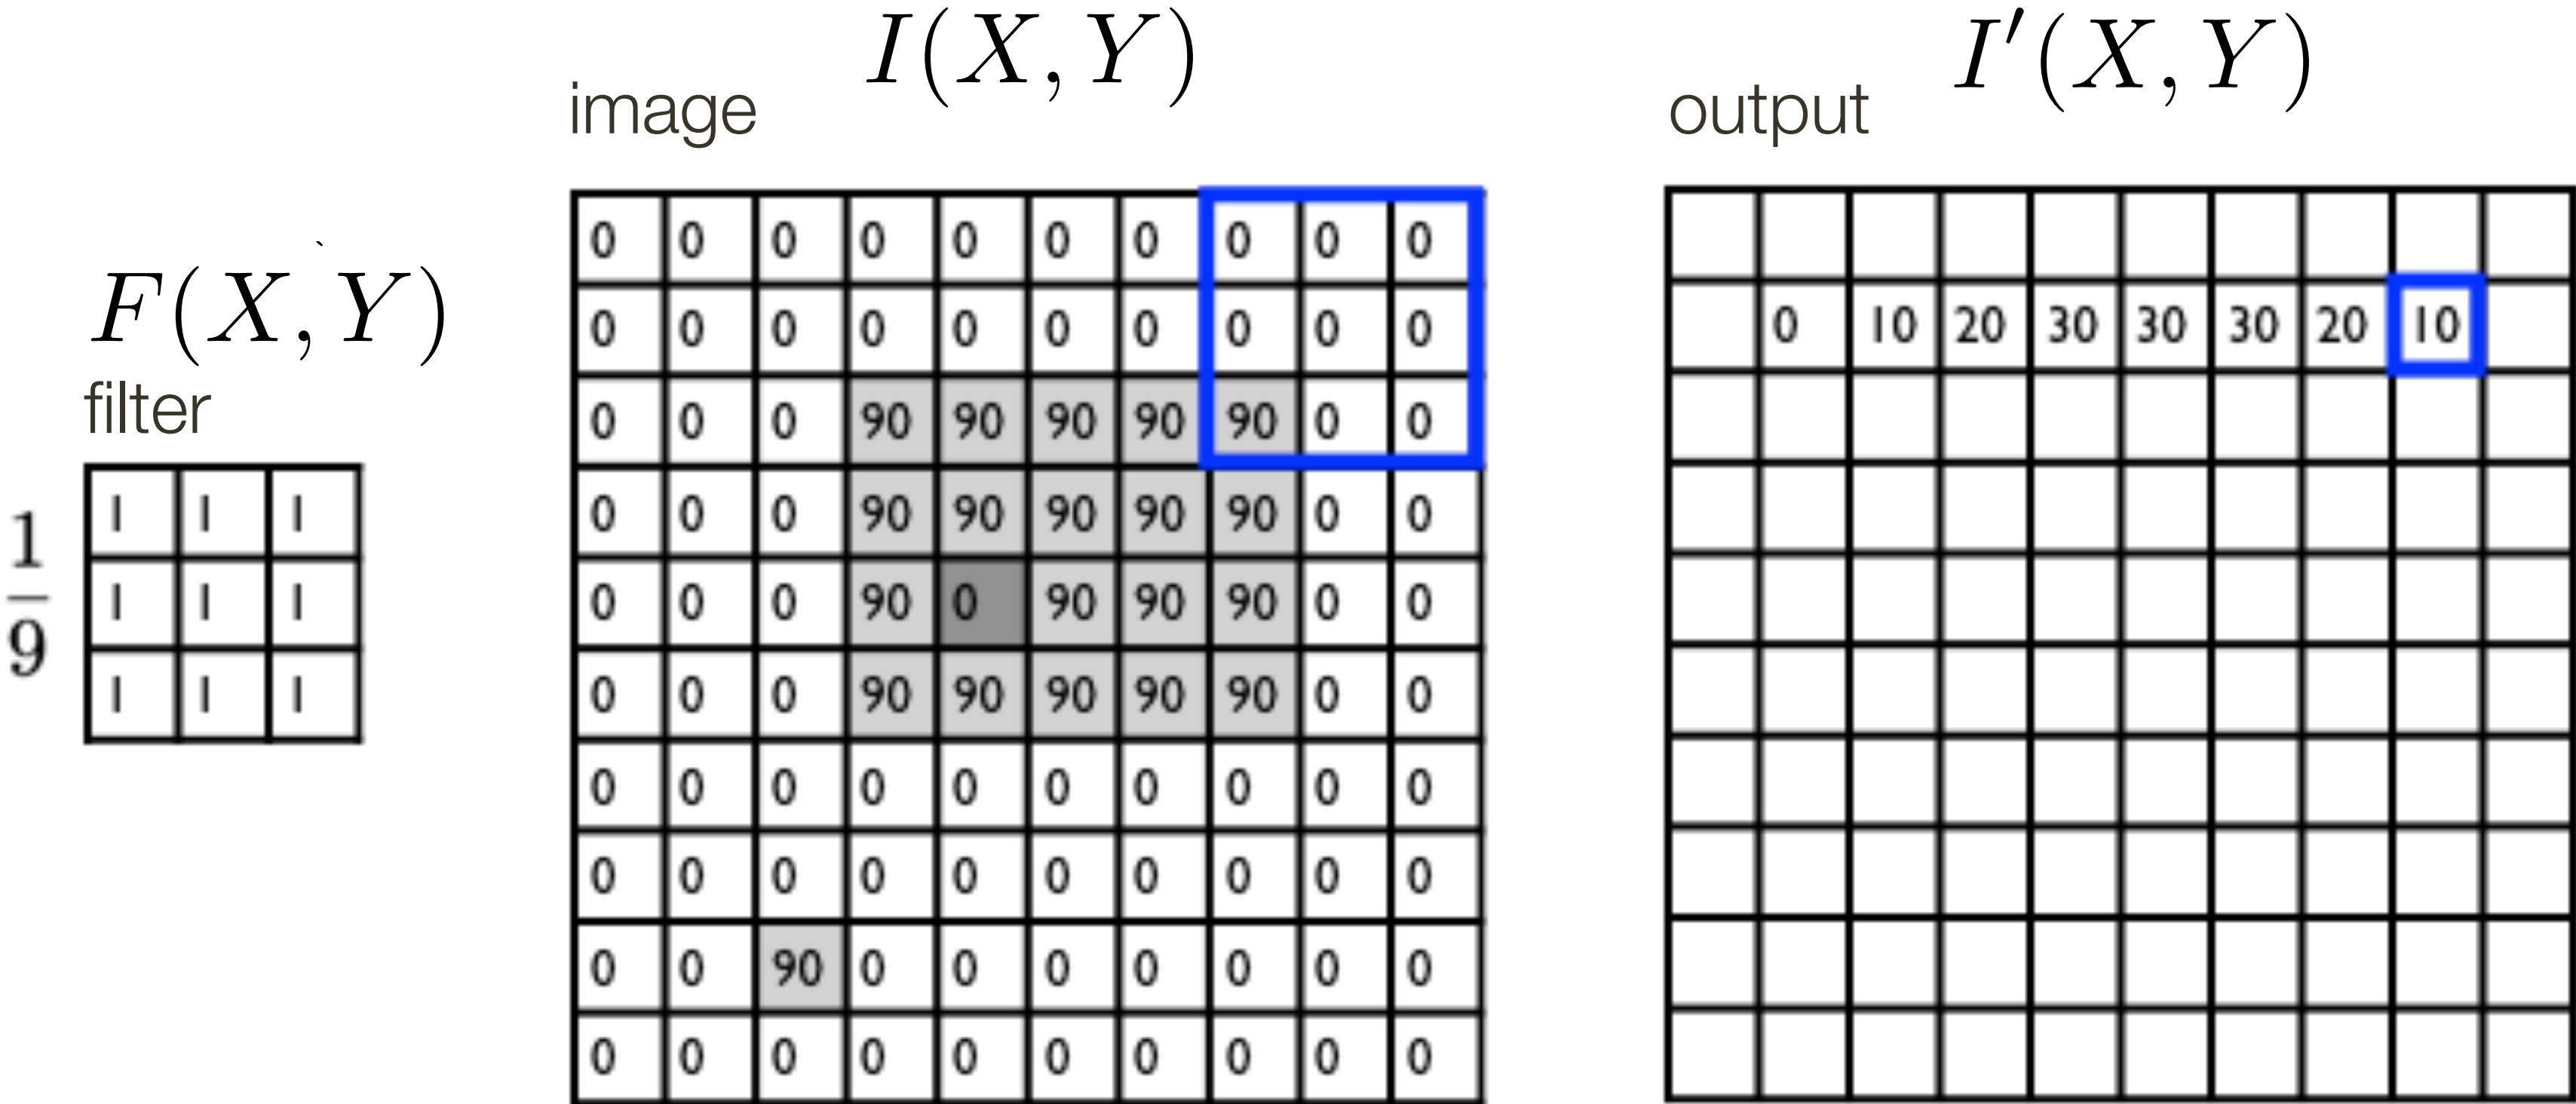 I(X, Y)
image
I′(X, Y)
output
F(X, Y)
filter
1/9
1 1 1
1 1 1
1 1 1
0 0 0 0 0 0 0 0 0 0
0 0 0 0 0 0 0 0 0 0
0 0 0 90 90 90 90 90 0 0
0 0 0 90 90 90 90 90 0 0
0 0 0 90 0 90 90 90 0 0
0 0 0 90 90 90 90 90 0 0
0 0 0 0 0 0 0 0 0 0
0 0 0 0 0 0 0 0 0 0
0 0 90 0 0 0 0 0 0 0
0 0 0 0 0 0 0 0 0 0
0 10 20 30 30 30 20 10